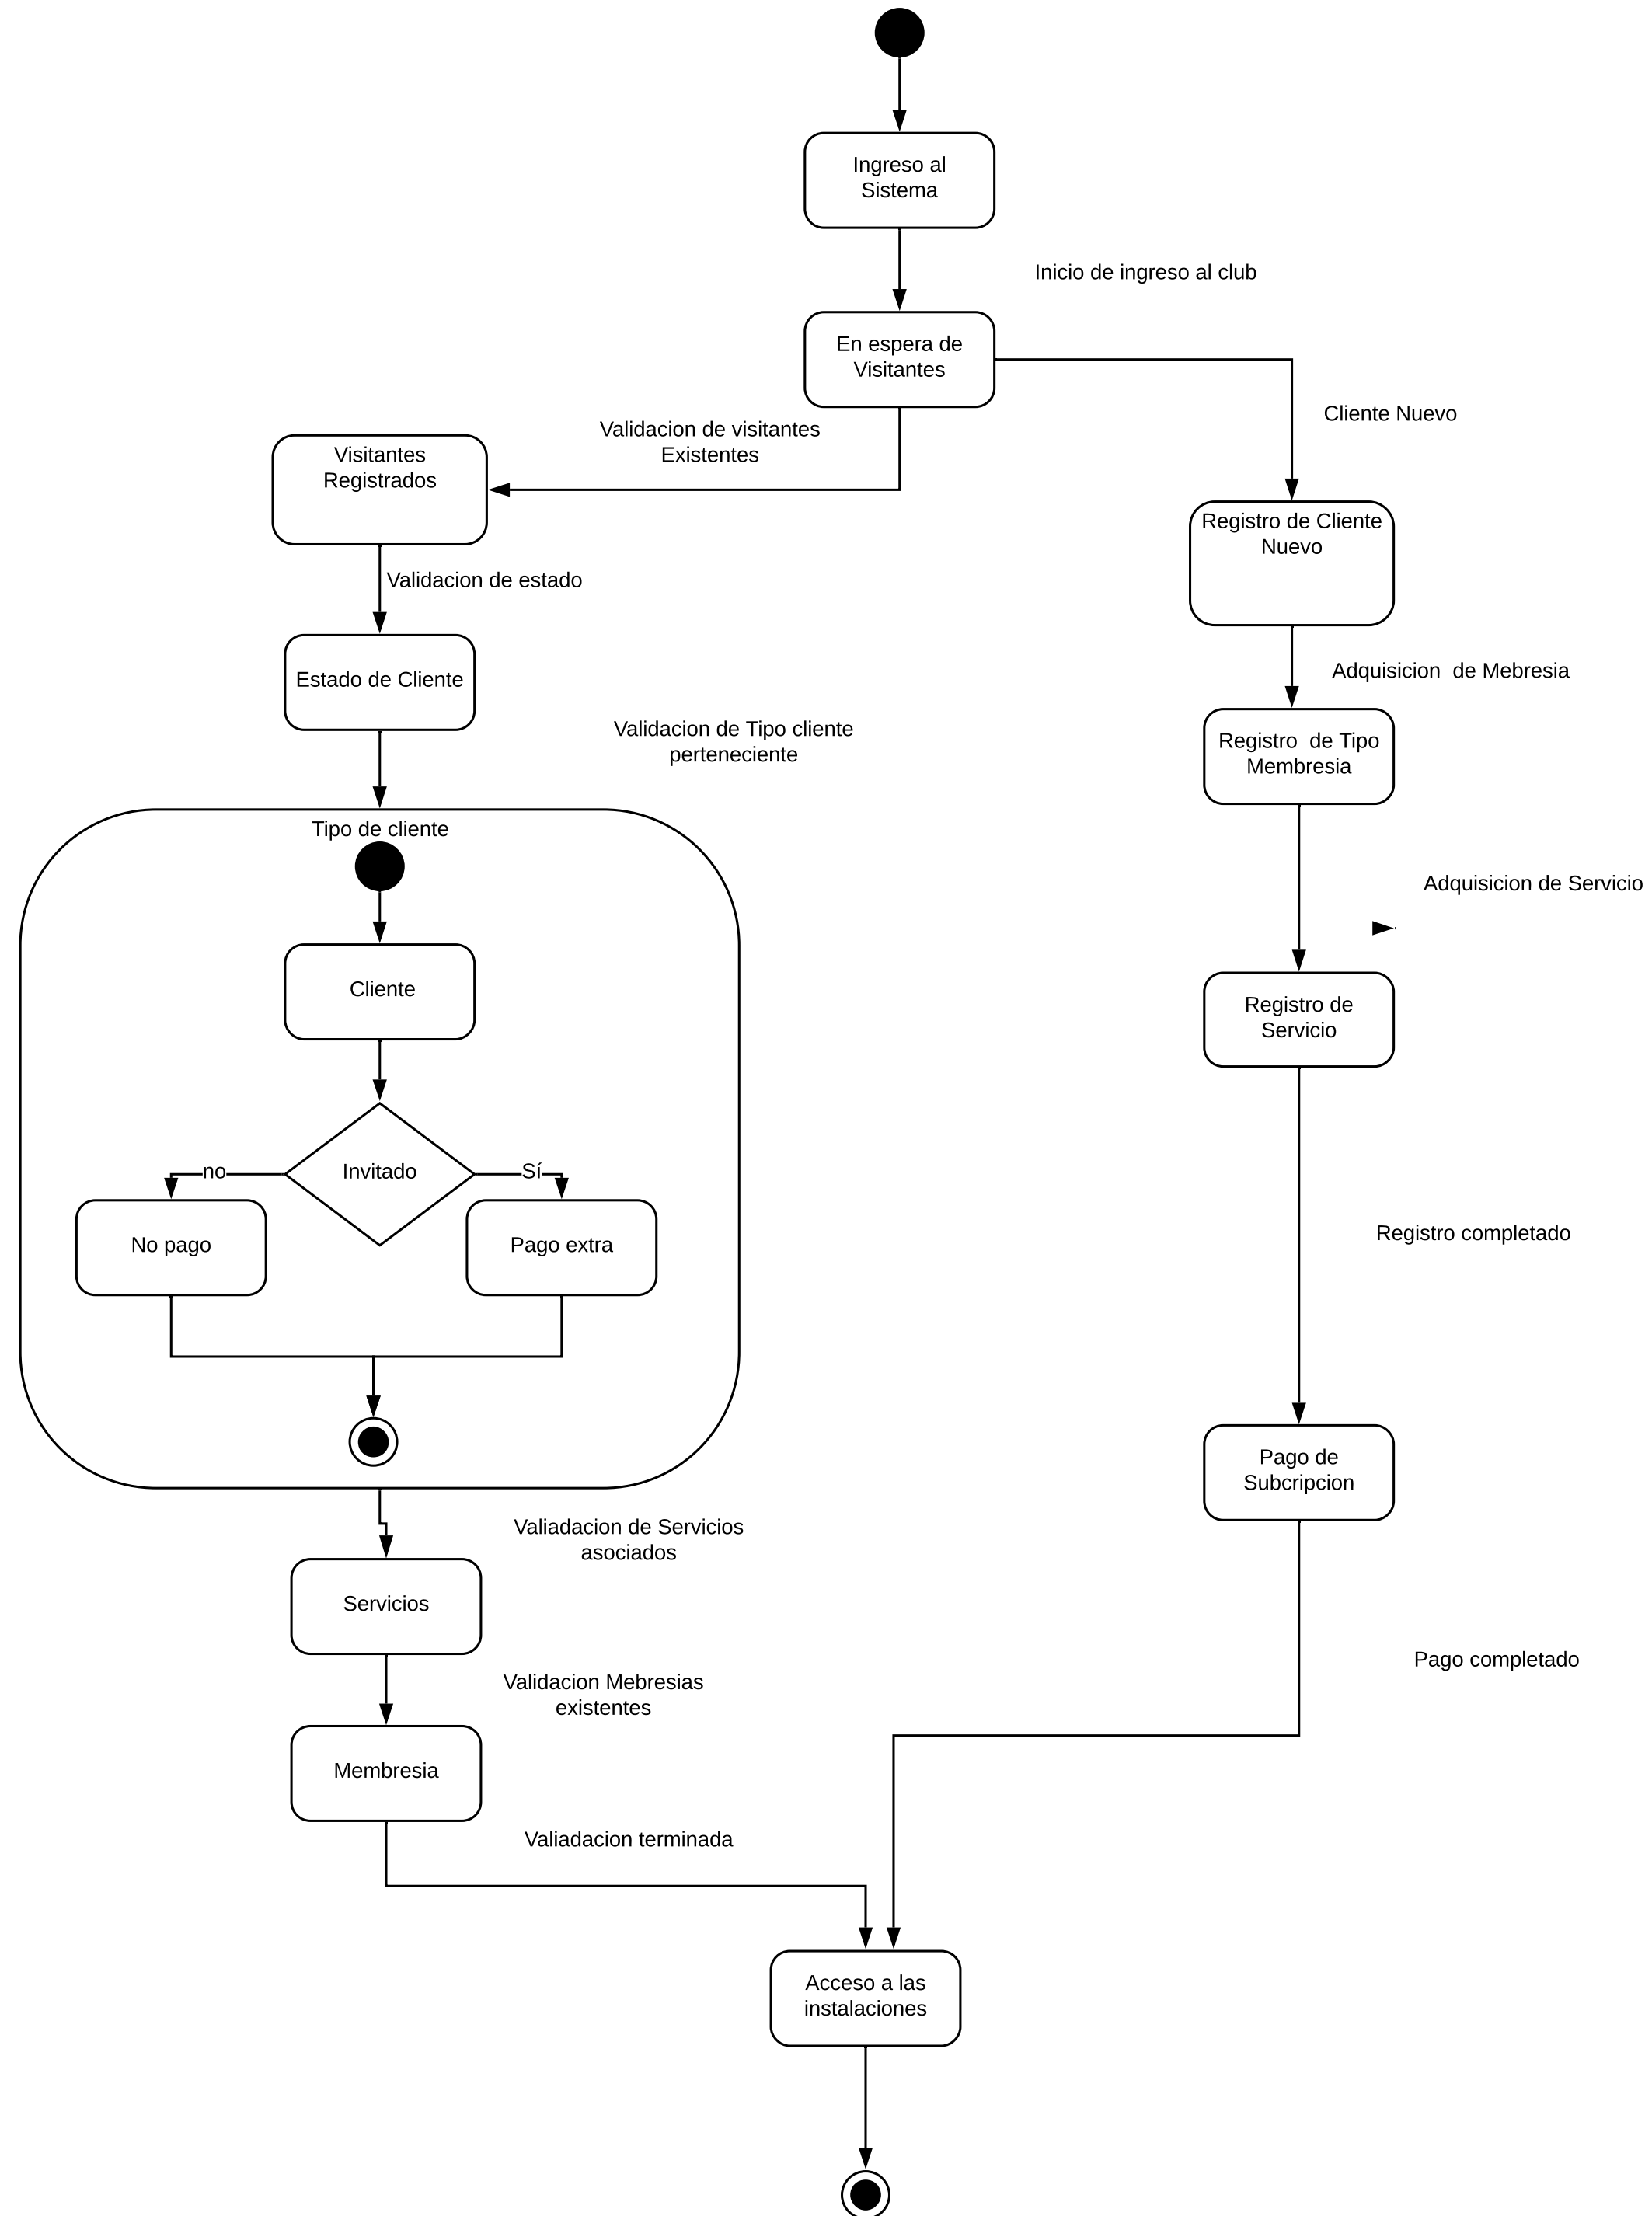 Ingreso al
Sistema
Inicio de ingreso al club
En espera de
Visitantes
Cliente Nuevo
Validacion de visitantes
Existentes
Visitantes
Registrados
Registro de Cliente
Nuevo
Validacion de estado
Estado de Cliente
Adquisicion  de Mebresia
Validacion de Tipo cliente
perteneciente
Registro  de Tipo
Membresia
Tipo de cliente
Adquisicion de Servicio
Cliente
Registro de
Servicio
no
Invitado
Sí
No pago
Pago extra
Registro completado
Pago de
Subcripcion
Valiadacion de Servicios
asociados
Servicios
Validacion Mebresias
existentes
Pago completado
Membresia
Valiadacion terminada
Acceso a las
instalaciones